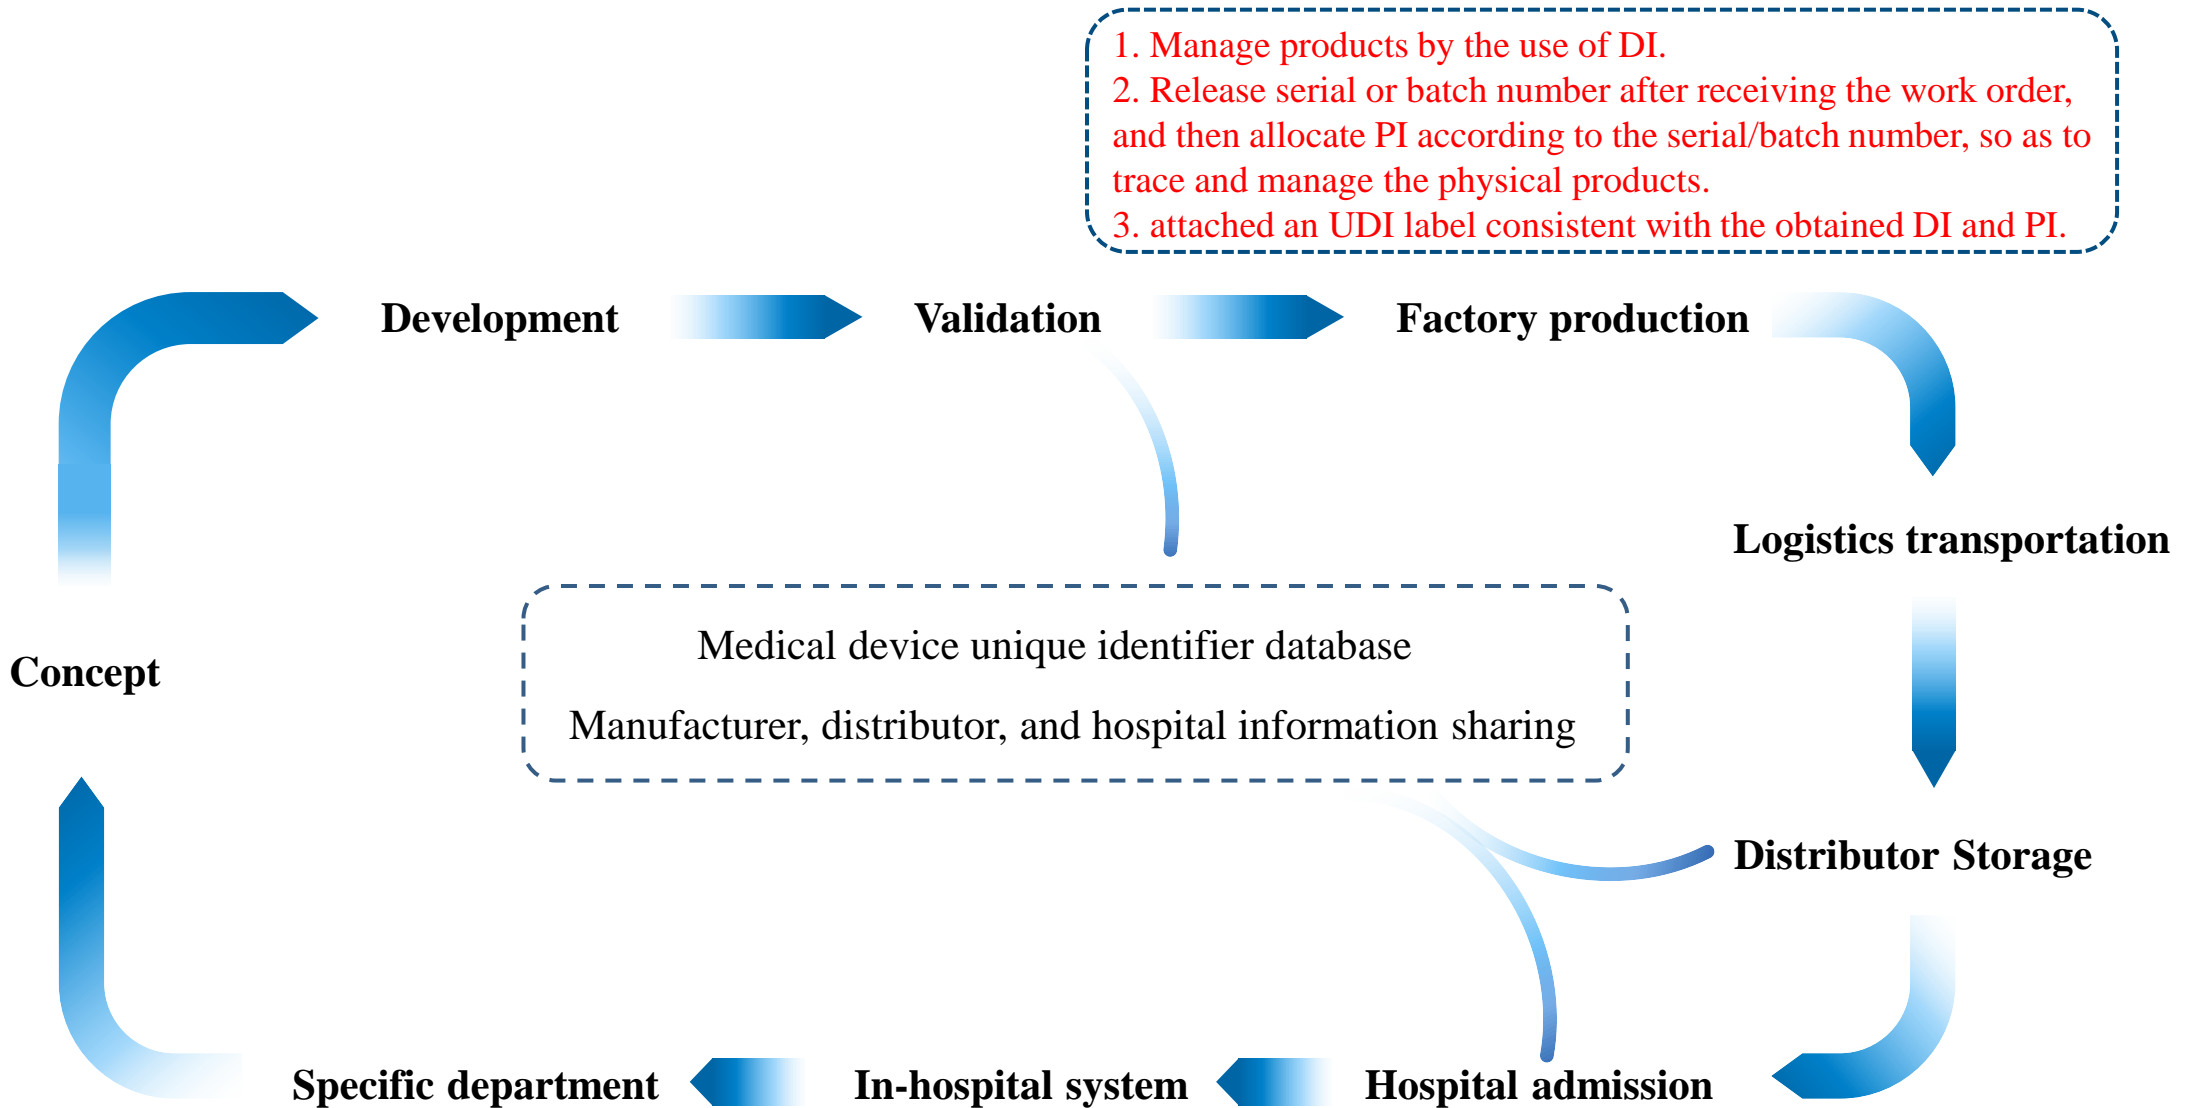 1. Manage products by the use of DI.
2. Release serial or batch number after receiving the work order,
and then allocate PI according to the serial/batch number, so as to
trace and manage the physical products.
3. attached an UDI label consistent with the obtained DI and PI.
Development
Validation
Factory production
Logistics transportation
Medical device unique identifier database
Concept
Manufacturer, distributor, and hospital information sharing
Distributor Storage
Specific department
In-hospital system
Hospital admission